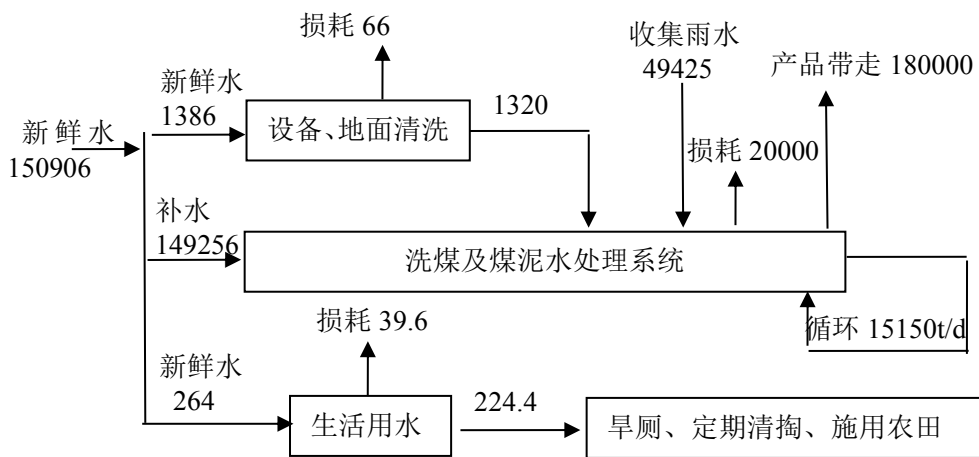 损耗 66
收集雨水
49425
产品带走 180000
新鲜水
1386
设备、地面清洗
1320
新鲜水
150906
损耗 20000
补水
149256
洗煤及煤泥水处理系统
循环 15150t/d
损耗 39.6
新鲜水
264
生活用水
224.4
旱厕、定期清掏、施用农田